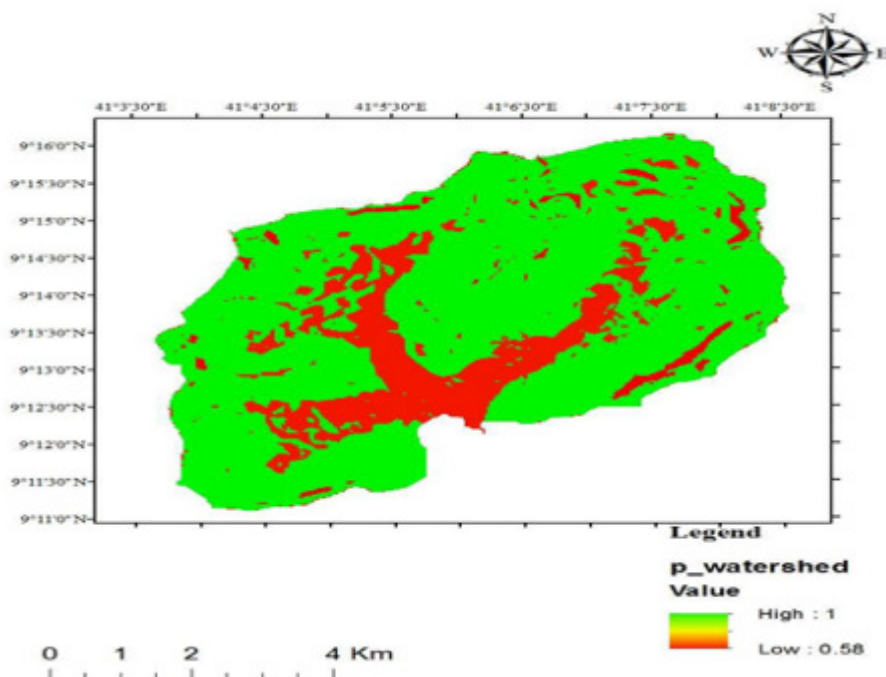 N
W E
S
41°3'30"E 41°4'30"E 41°5'30"E 41°6'30"E 41°7'30"E 41°8'30"E
9°16'0"N
9°15'30"N
9°15'0"N
9°14'30"N
9°14'0"N
9°13'30"N
9°13'0"N
9°12'30"N
9°12'0"N
9°11'30"N
9°11'0"N
Legend
p_watershed
Value
High : 1
Low : 0.58
0 1 2 4 Km